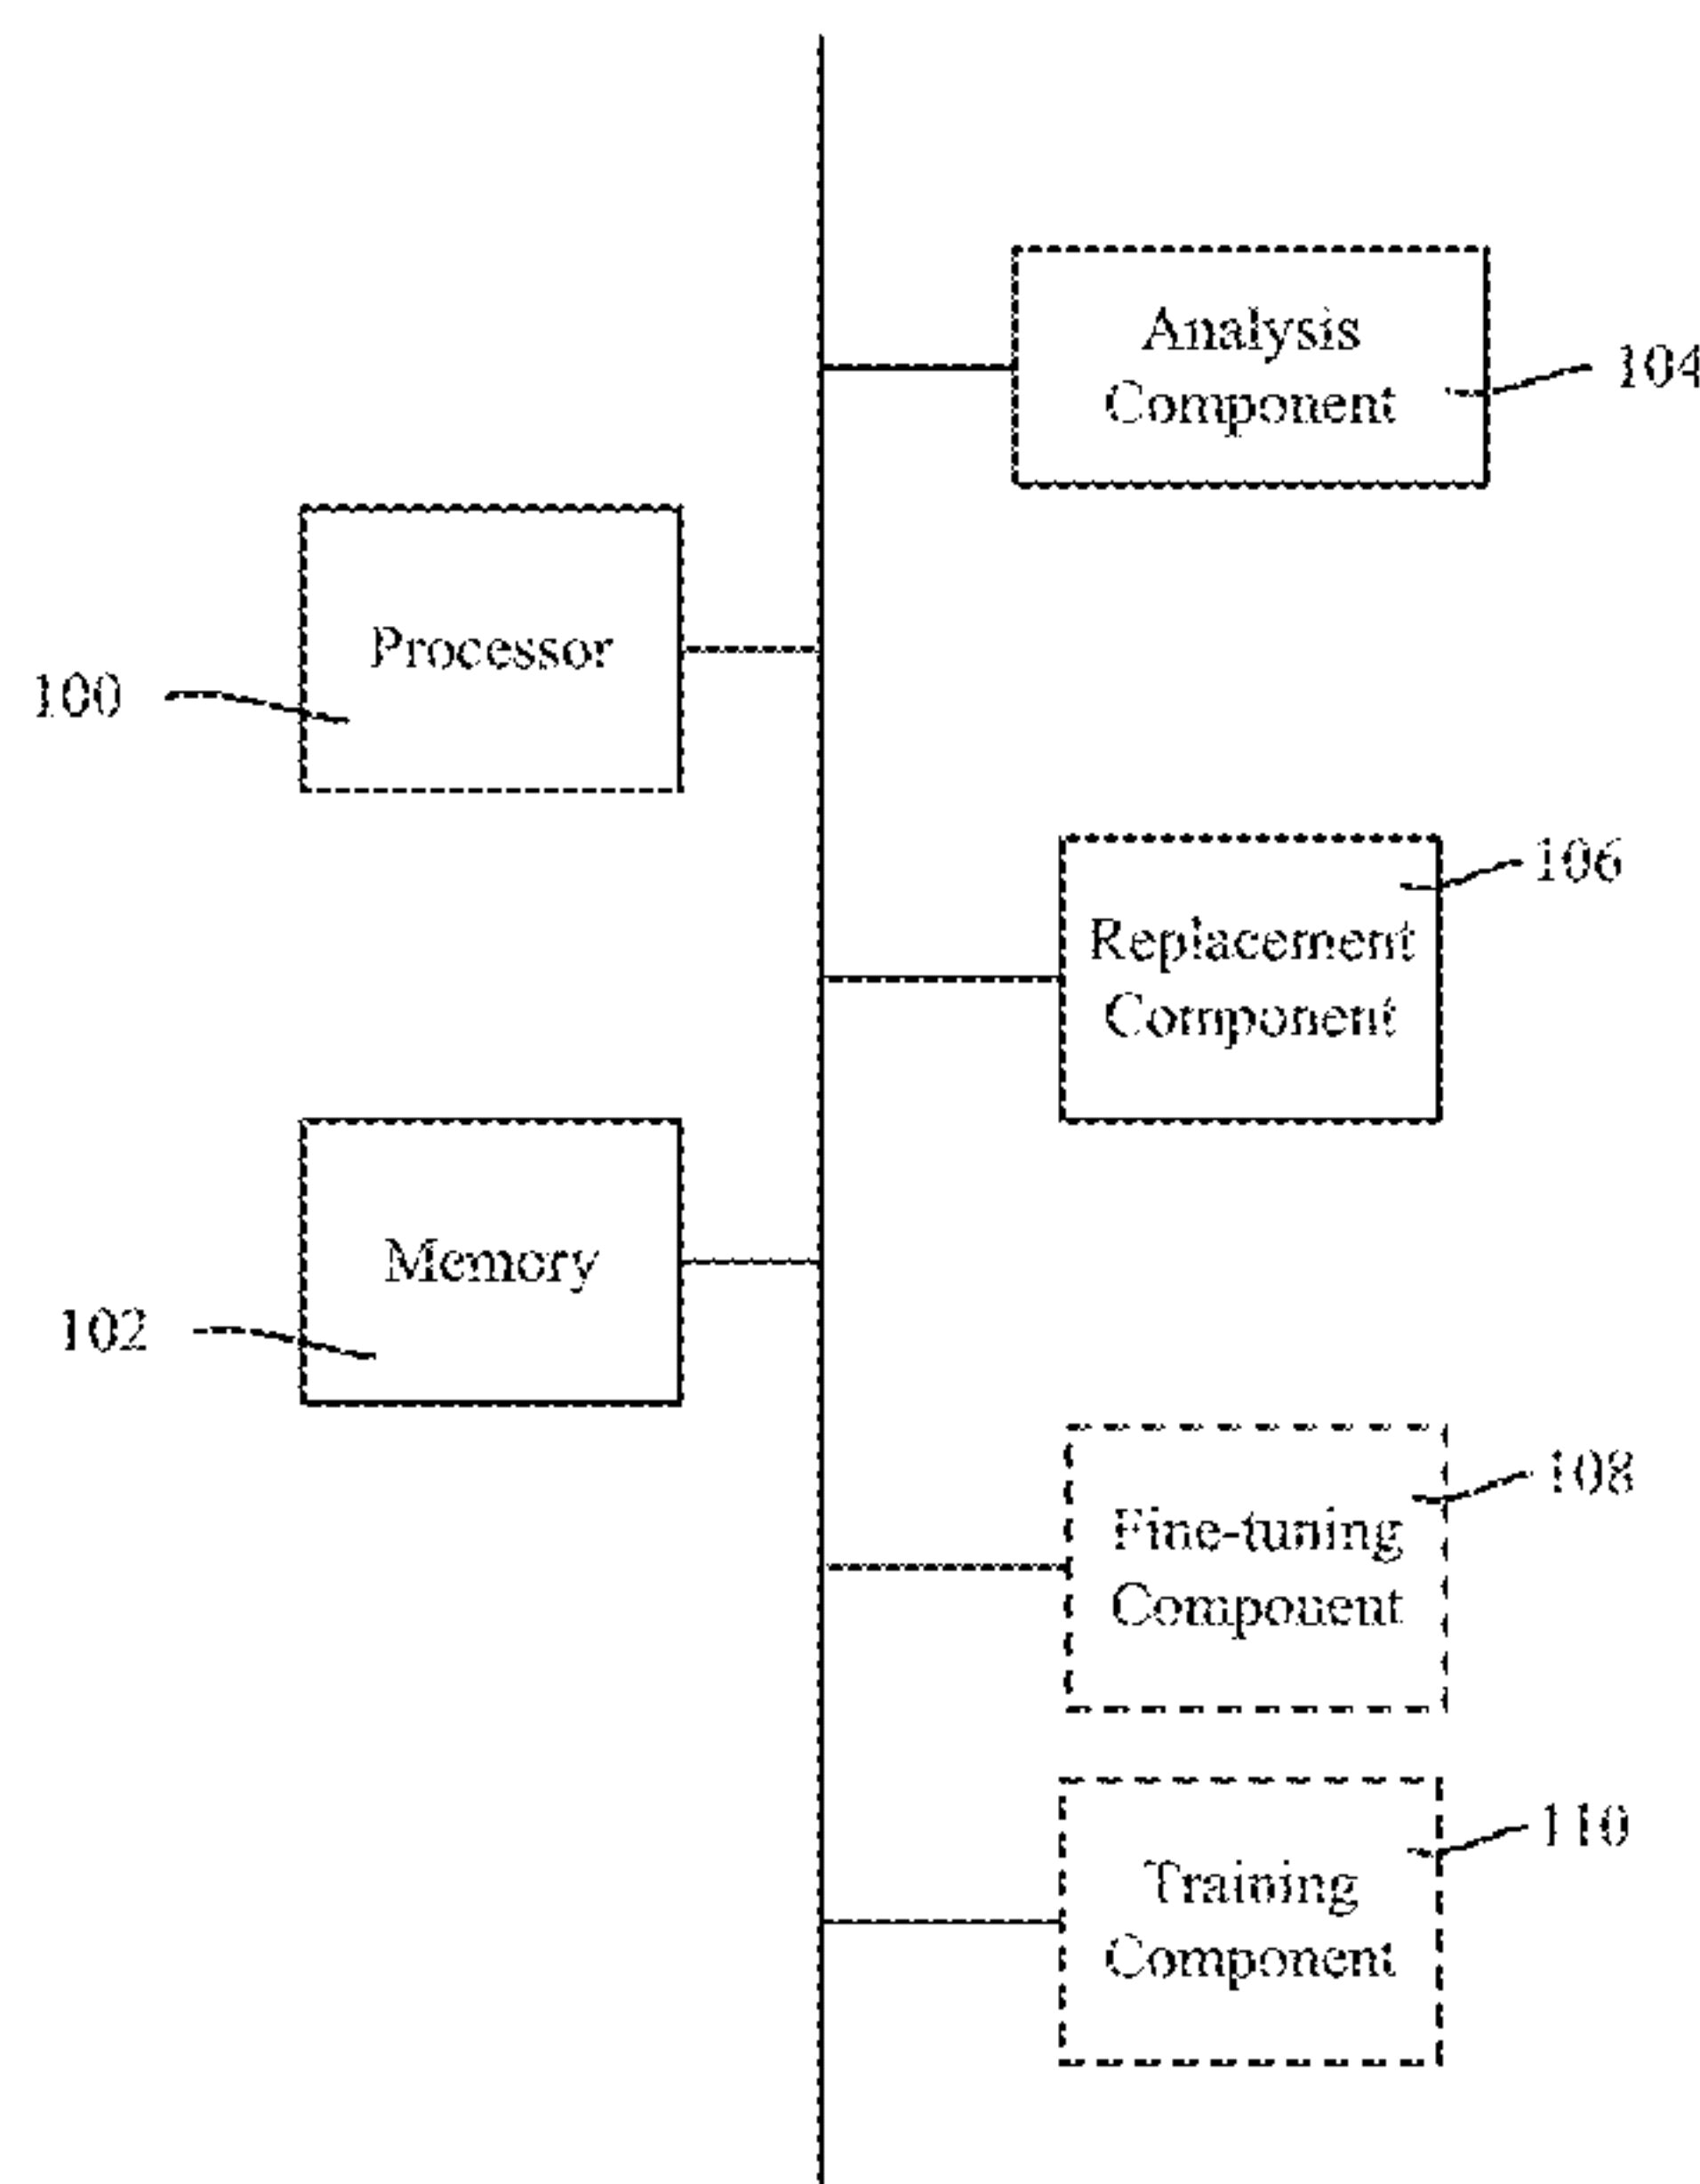 Analysis
Component
104
Processor
100
106
Replacement
Component
Memory
102
108
Fine-tuning
Component
110
Training
Component